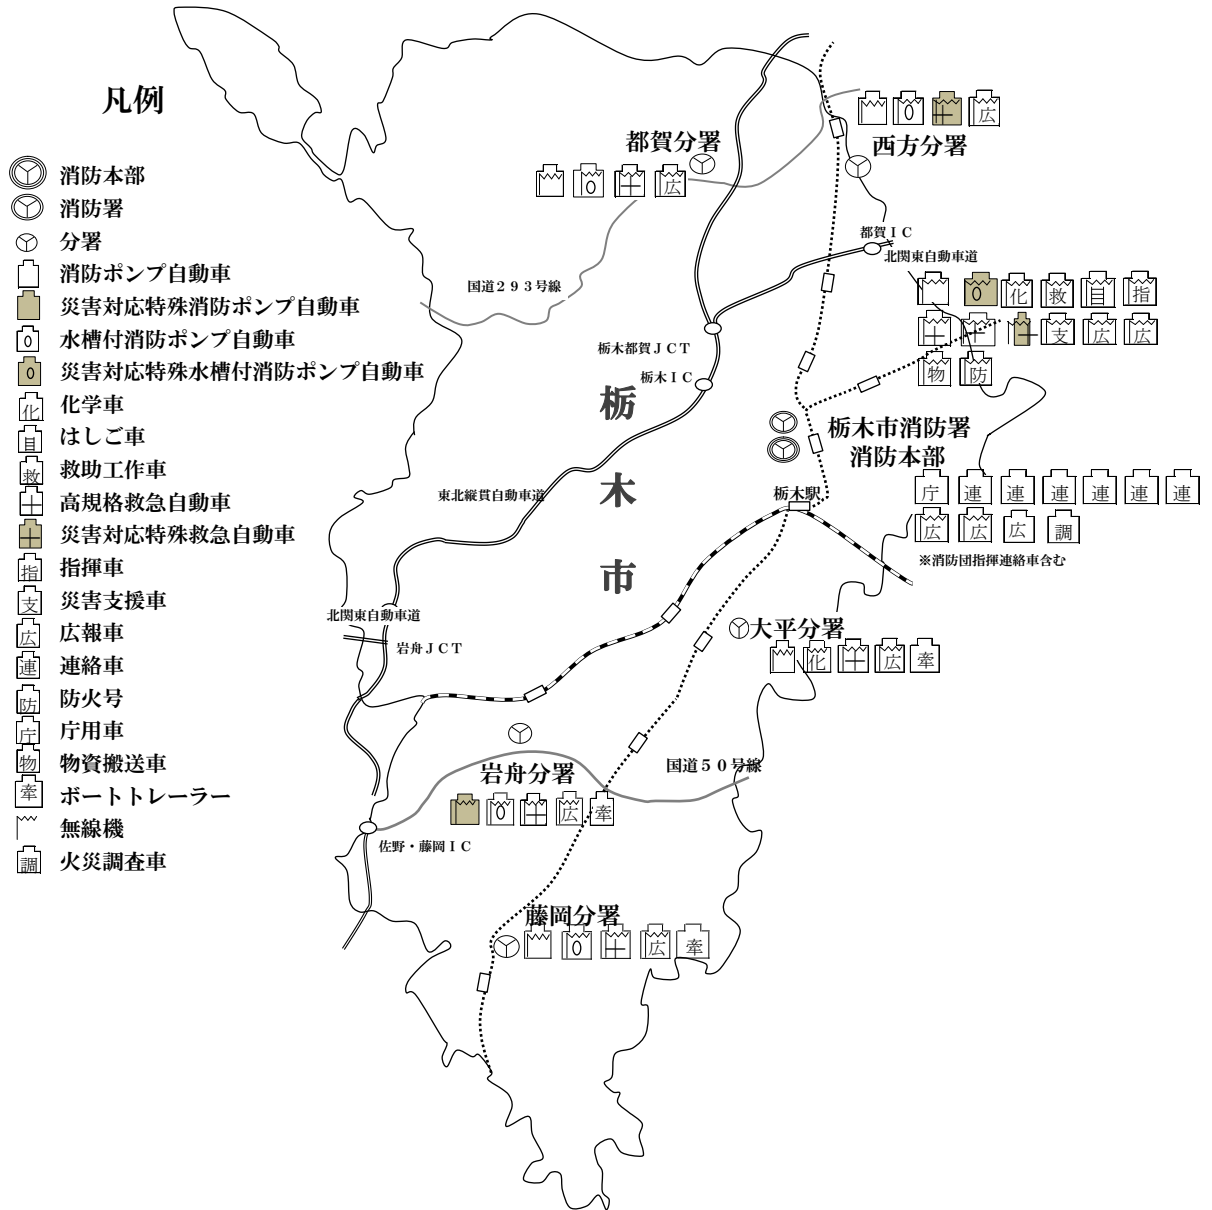 凡例
消防本部
消防署
分署
消防ポンプ自動車
災害対応特殊消防ポンプ自動車
水槽付消防ポンプ自動車
災害対応特殊水槽付消防ポンプ自動車
化 化学車
目 はしご車
救 救助工作車
高規格救急自動車
災害対応特殊救急自動車
指 指揮車
支 災害支援車
広 広報車
連 連絡車
防 防火号
庁 庁用車
物 物資搬送車
牽 ボートトレーラー
無線機
調 火災調査車
広
西方分署
都賀分署
広
都賀ＩＣ
北関東自動車道
国道２９３号線
化 救 目 指
支 広 広
物 防
栃木都賀ＪＣＴ
栃木ＩＣ
栃
木
市
栃木市消防署
消防本部
庁 連 連 連 連 連 連
広 広 広 調
※消防団指揮連絡車含む
東北縦貫自動車道
栃木駅
北関東自動車道
岩舟ＪＣＴ
大平分署
化 広 牽
国道５０号線
岩舟分署
広 牽
佐野・藤岡ＩＣ
藤岡分署
広 牽